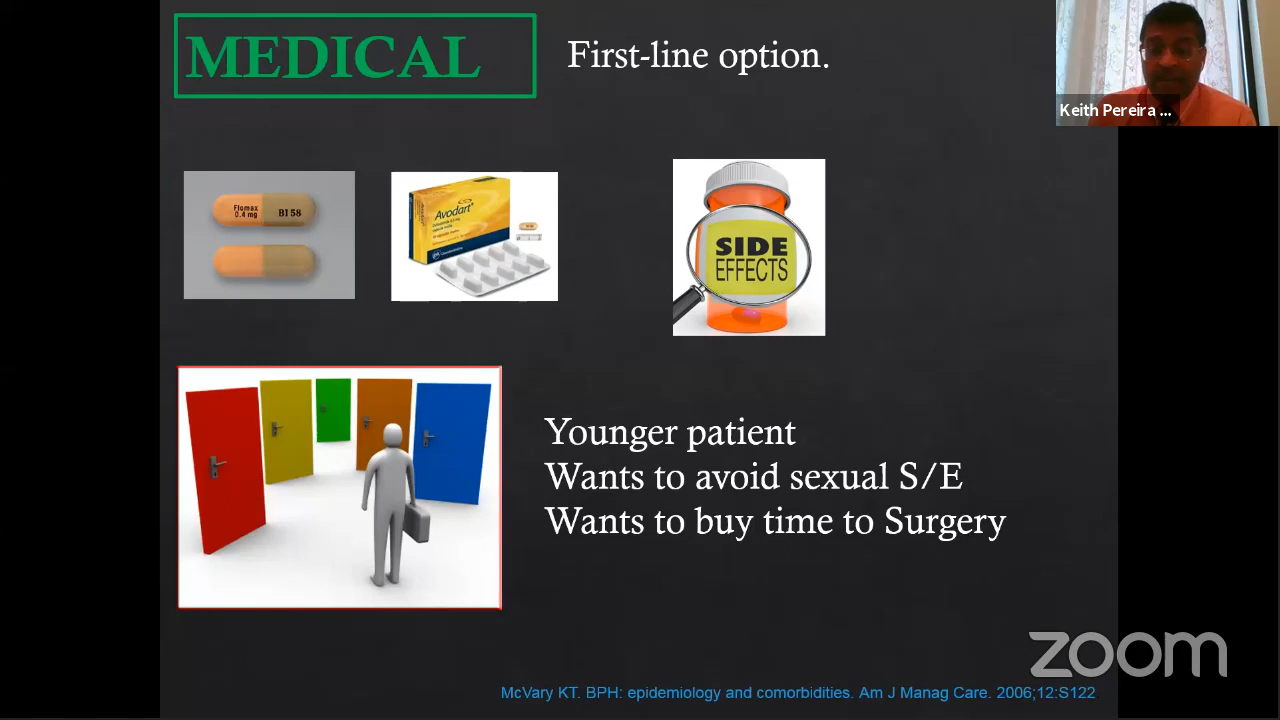 MEDICAL
First-line option.
Keith Pereira ...
Flomax
0.4 mg
BI 58
Avodart
SIDE
EFFECTS
Younger patient
Wants to avoid sexual S/E
Wants to buy time to Surgery
zoom
McVary KT. BPH: epidemiology and comorbidities. Am J Manag Care. 2006;12:S122